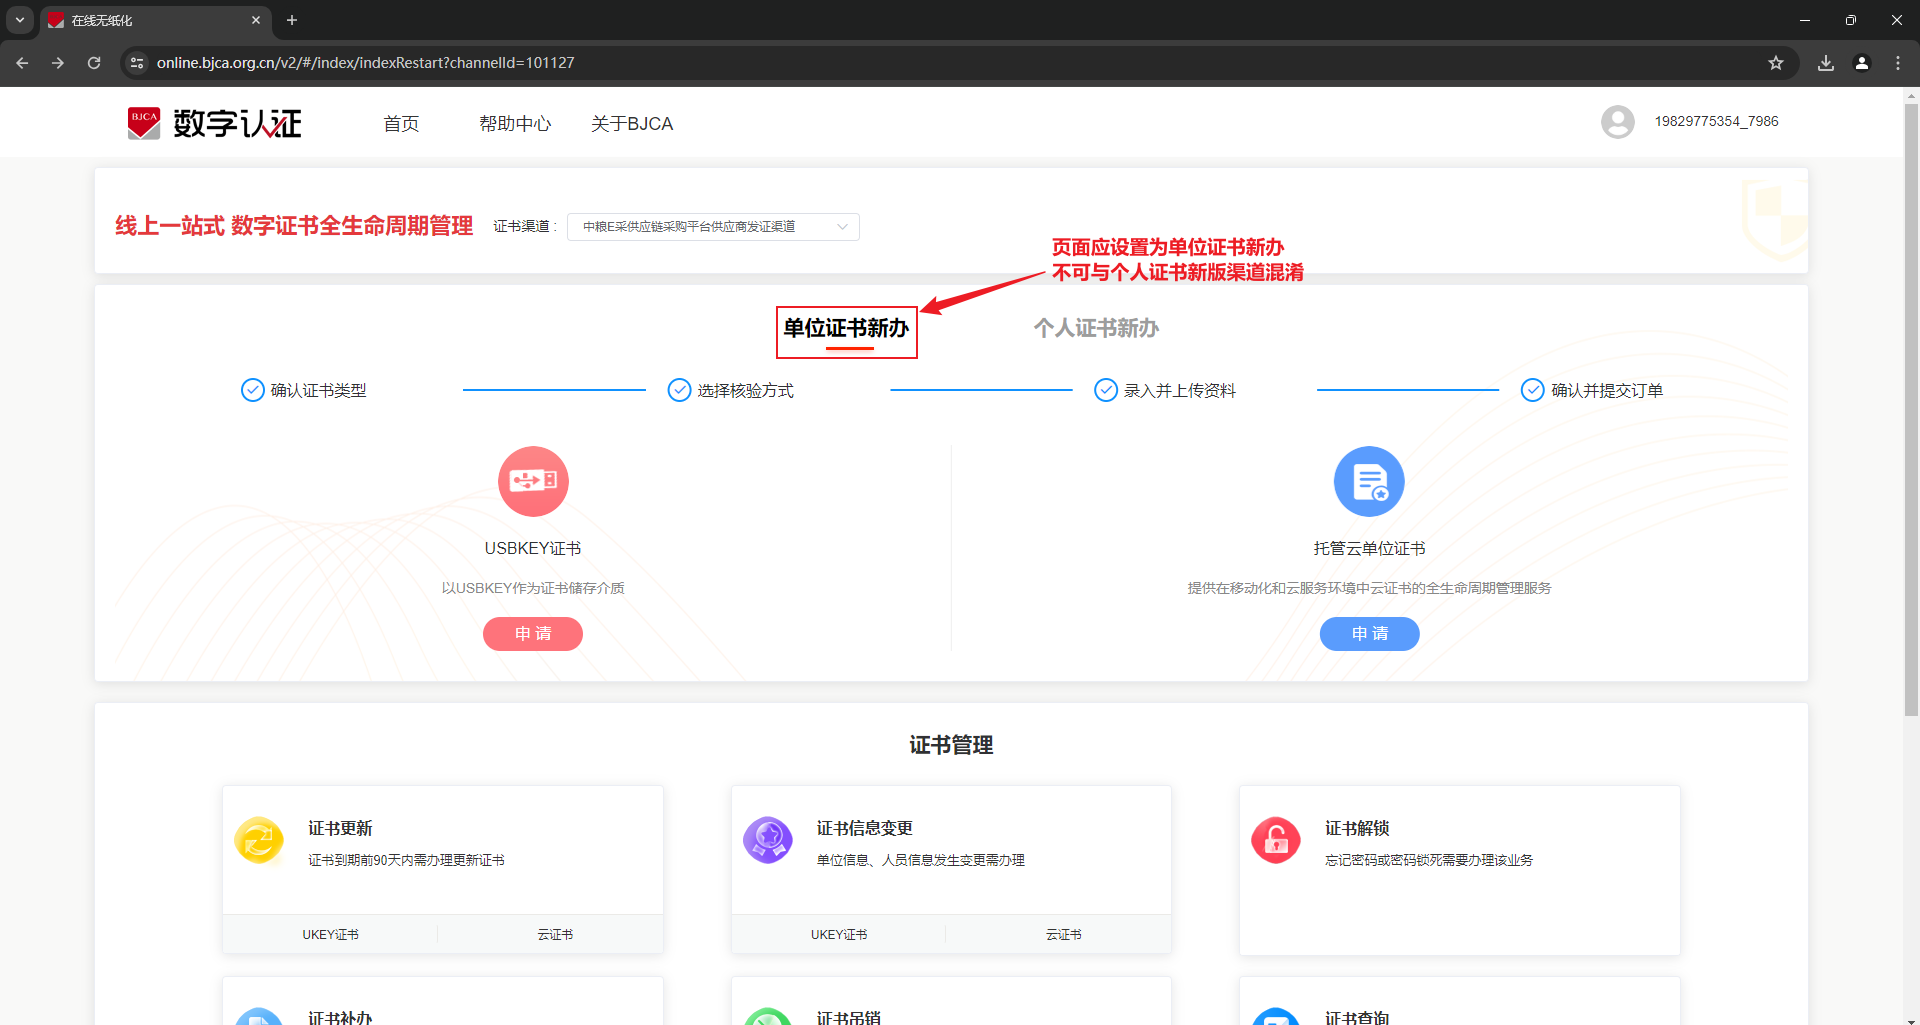 在线无纸化
online.bjca.org.cn/v2/#/index/indexRestart?channelId=101127
BJCA 数字认证
首页
帮助中心
关于BJCA
19829775354_7986
线上一站式 数字证书全生命周期管理
证书渠道 :
中粮E采供应链采购平台供应商发证渠道
页面应设置为单位证书新办
不可与个人证书新版渠道混淆
单位证书新办
个人证书新办
确认证书类型
选择核验方式
录入并上传资料
确认并提交订单
USBKEY证书
以USBKEY作为证书储存介质
申 请
托管云单位证书
提供在移动化和云服务环境中云证书的全生命周期管理服务
申 请
证书管理
证书更新
证书到期前90天内需办理更新证书
UKEY证书
云证书
证书信息变更
单位信息、人员信息发生变更需办理
UKEY证书
云证书
证书解锁
忘记密码或密码锁死需要办理该业务
证书补办
证书吊销
证书查询